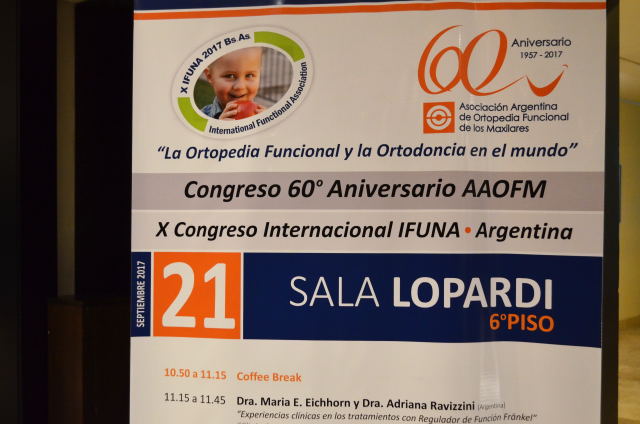 X IFUNA 2017 Bs As.
International Functional Association
60 Aniversario
1957 - 2017
Asociación Argentina
de Ortopedia Funcional
de los Maxilares
“La Ortopedia Funcional y la Ortodoncia en el mundo”
Congreso 60° Aniversario AAOFM
X Congreso Internacional IFUNA • Argentina
SEPTIEMBRE 2017
21
SALA LOPARDI
6°PISO
10.50 a 11.15 Coffee Break
11.15 a 11.45 Dra. Maria E. Eichhorn y Dra. Adriana Ravizzini (Argentina)
“Experiencias clínicas en los tratamientos con Regulador de Función Fränkel”